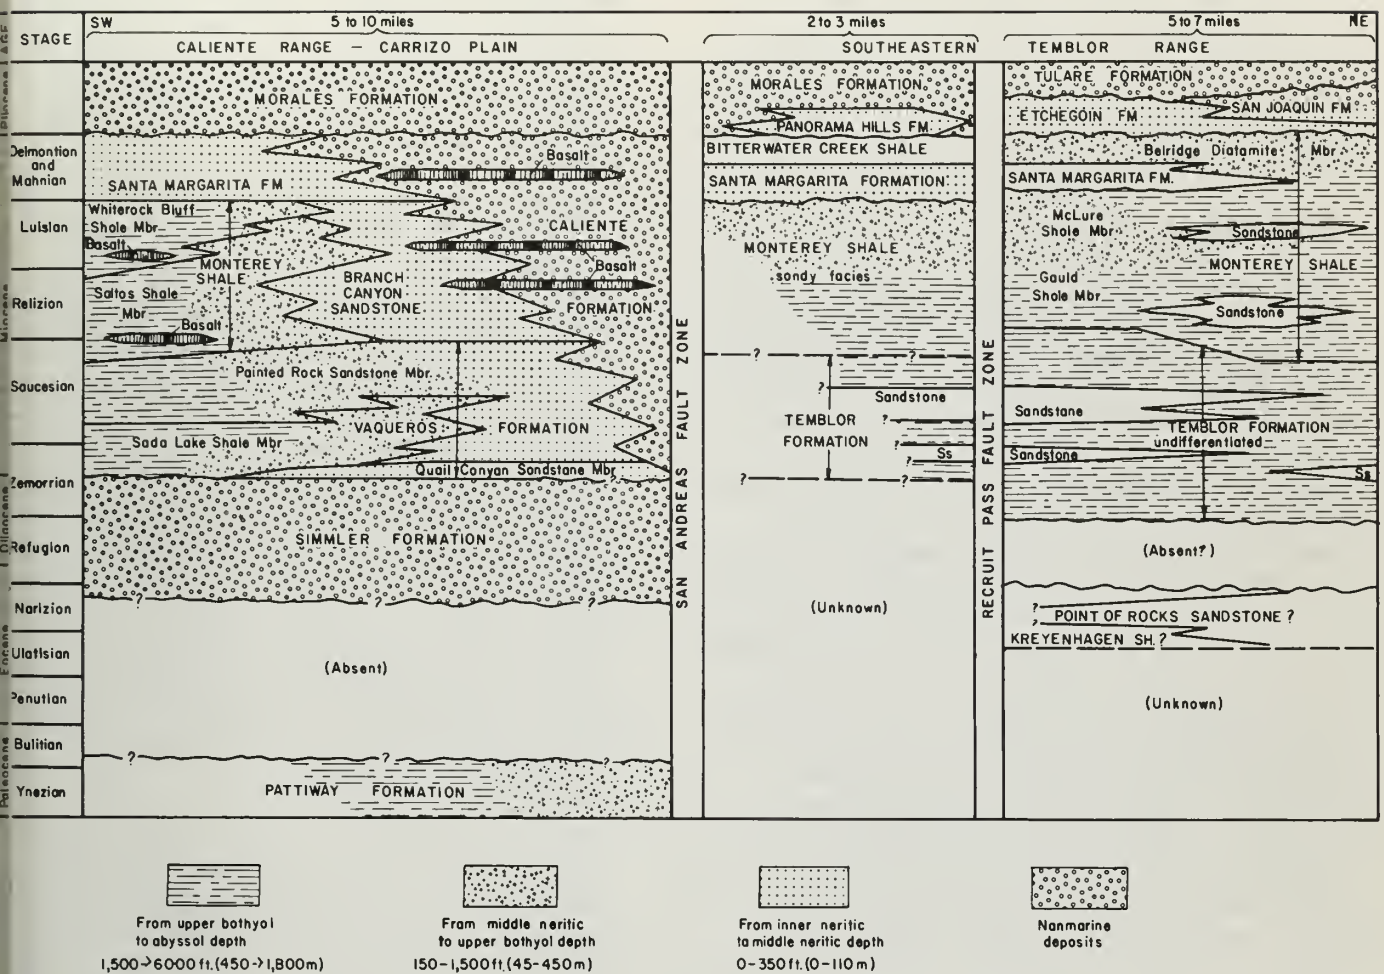 SW
5 to 10 miles
2 to 3 miles
5 to 7 miles
NE
STAGE
CALIENTE RANGE – CARRIZO PLAIN
SOUTHEASTERN
TEMBLOR RANGE
MORALES FORMATION
Delmontian
and
Mohnian
Basalt
SANTA MARGARITA FM
Luisian
Whiterock Bluff
Shale Mbr
Basalt
CALIENTE
MONTEREY
SHALE
BRANCH
CANYON
SANDSTONE
Basalt
Relizian
Saltos Shale
Mbr
Basalt
FORMATION
Saucesian
Painted Rock Sandstone Mbr.
VAQUEROS FORMATION
Soda Lake Shale Mbr
Quail Canyon Sandstone Mbr
?
Zemorrian
SIMMLER FORMATION
Refugian
? ? ?
Narizian
Ulatisian
(Absent)
Penutian
Bulitian
? ? ?
Ynezian
PATTIWAY FORMATION
SAN ANDREAS FAULT ZONE
MORALES FORMATION
PANORAMA HILLS FM
BITTERWATER CREEK SHALE
SANTA MARGARITA FORMATION
MONTEREY SHALE
sandy facies
? ?
?
Sandstone
TEMBLOR
FORMATION
?
?
Ss
?
? ?
(Unknown)
RECRUIT PASS FAULT ZONE
TULARE FORMATION
SAN JOAQUIN FM
ETCHEGOIN FM
Belridge Diatomite Mbr
SANTA MARGARITA FM.
McLure
Shale Mbr
Sandstone
MONTEREY SHALE
Gould
Shale Mbr
Sandstone
Sandstone
TEMBLOR FORMATION
undifferentiated
Sandstone
Ss
(Absent?)
?
POINT OF ROCKS SANDSTONE ?
?
KREYENHAGEN SH. ?
(Unknown)
From upper bathyal
to abyssal depth
1,500->6000 ft. (450->1,800m)
From middle neritic
to upper bathyal depth
150-1,500ft. (45-450m)
From inner neritic
to middle neritic depth
0-350ft. (0-110m)
Nonmarine
deposits